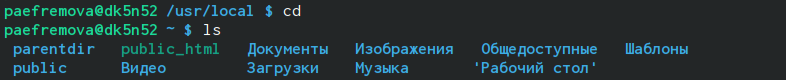 paefremova@dk5n52 /usr/local $ cd
paefremova@dk5n52 ~ $ ls
parentdir public_html Документы Изображения Общедоступные Шаблоны
public Видео Загрузки Музыка 'Рабочий стол'